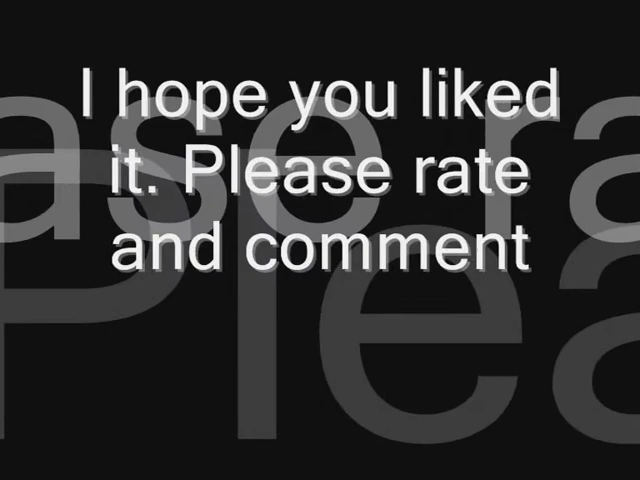 I hope you liked
it. Please rate
and comment
ase ra
Plea